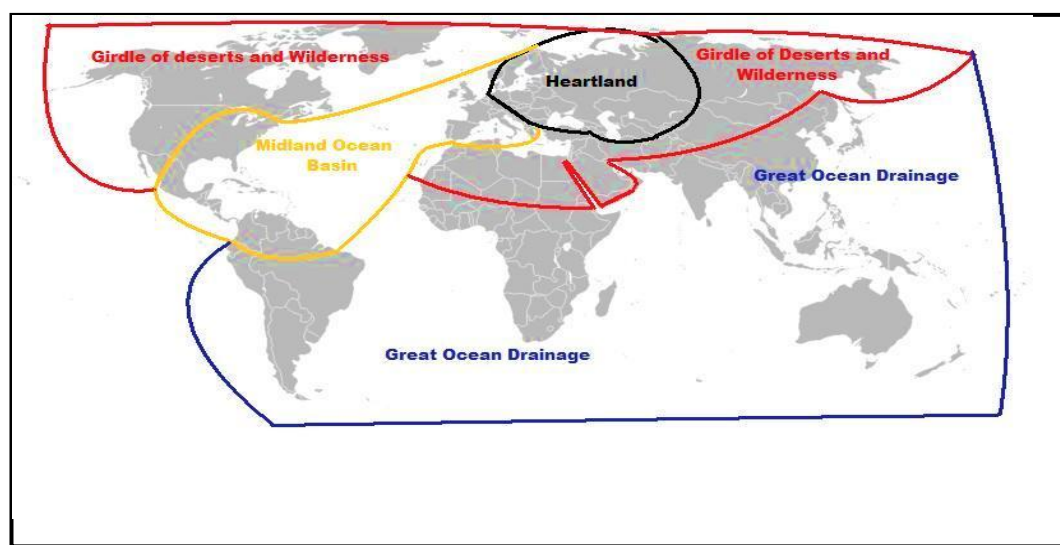 Girdle of deserts and Wilderness
Heartland
Girdle of Deserts and
Wilderness
Midland Ocean
Basin
Great Ocean Drainage
Great Ocean Drainage